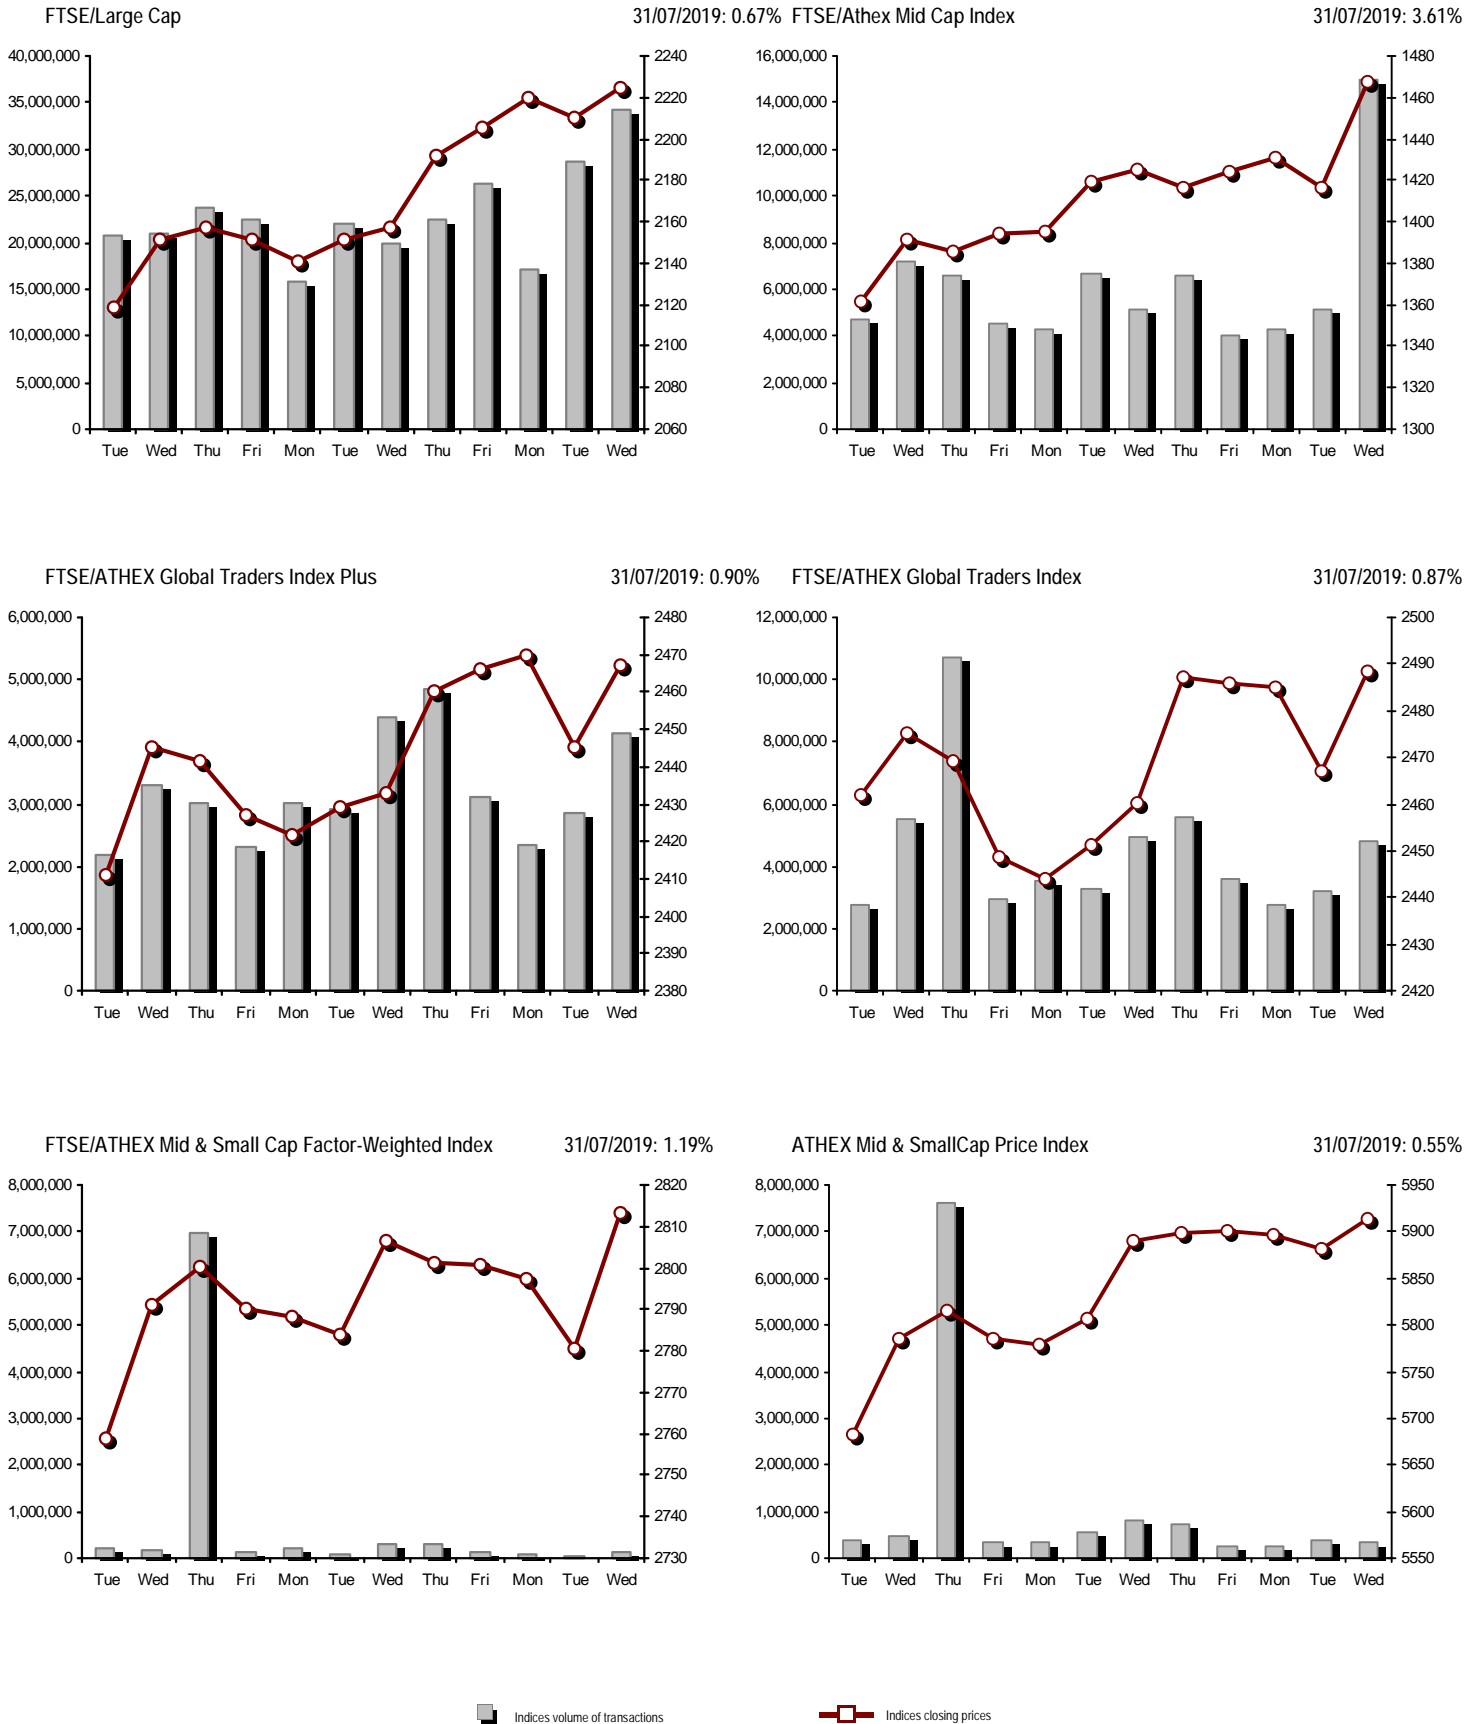 FTSE/Large Cap 31/07/2019: 0.67% FTSE/Athex Mid Cap Index 31/07/2019: 3.61%
40,000,000 2240 16,000,000 1480
35,000,000 2220 14,000,000 1460
2200 1440
30,000,000 12,000,000
25,000,000 2180 10,000,000 1420
20,000,000 2160 8,000,000 1400
15,000,000 2140 6,000,000 1380
2120 1360
10,000,000 2100 4,000,000 1340
5,000,000 2080 2,000,000 1320
0 2060 0 1300
Tue Wed Thu Fri Mon Tue Wed Thu Fri Mon Tue Wed Tue Wed Thu Fri Mon Tue Wed Thu Fri Mon Tue Wed
FTSE/ATHEX Global Traders Index Plus 31/07/2019: 0.90% FTSE/ATHEX Global Traders Index 31/07/2019: 0.87%
6,000,000 2480 12,000,000 2500
2470 2490
5,000,000 2460 10,000,000 2480
4,000,000 2450 8,000,000
2440 2470
3,000,000 2430 6,000,000 2460
2420 2450
2,000,000 2410 4,000,000 2440
1,000,000 2400 2,000,000 2430
2390
0 2380 0 2420
Tue Wed Thu Fri Mon Tue Wed Thu Fri Mon Tue Wed Tue Wed Thu Fri Mon Tue Wed Thu Fri Mon Tue Wed
FTSE/ATHEX Mid & Small Cap Factor-Weighted Index 31/07/2019: 1.19% ATHEX Mid & SmallCap Price Index 31/07/2019: 0.55%
8,000,000 2820 8,000,000 5950
7,000,000 2810 7,000,000 5900
6,000,000 2800 6,000,000 5850
2790
5,000,000 2780 5,000,000 5800
4,000,000 2770 4,000,000 5750
3,000,000 2760 3,000,000 5700
2,000,000 2750 2,000,000 5650
1,000,000 2740 1,000,000 5600
0 2730 0 5550
Tue Wed Thu Fri Mon Tue Wed Thu Fri Mon Tue Wed Tue Wed Thu Fri Mon Tue Wed Thu Fri Mon Tue Wed
Indices volume of transactions Indices closing prices